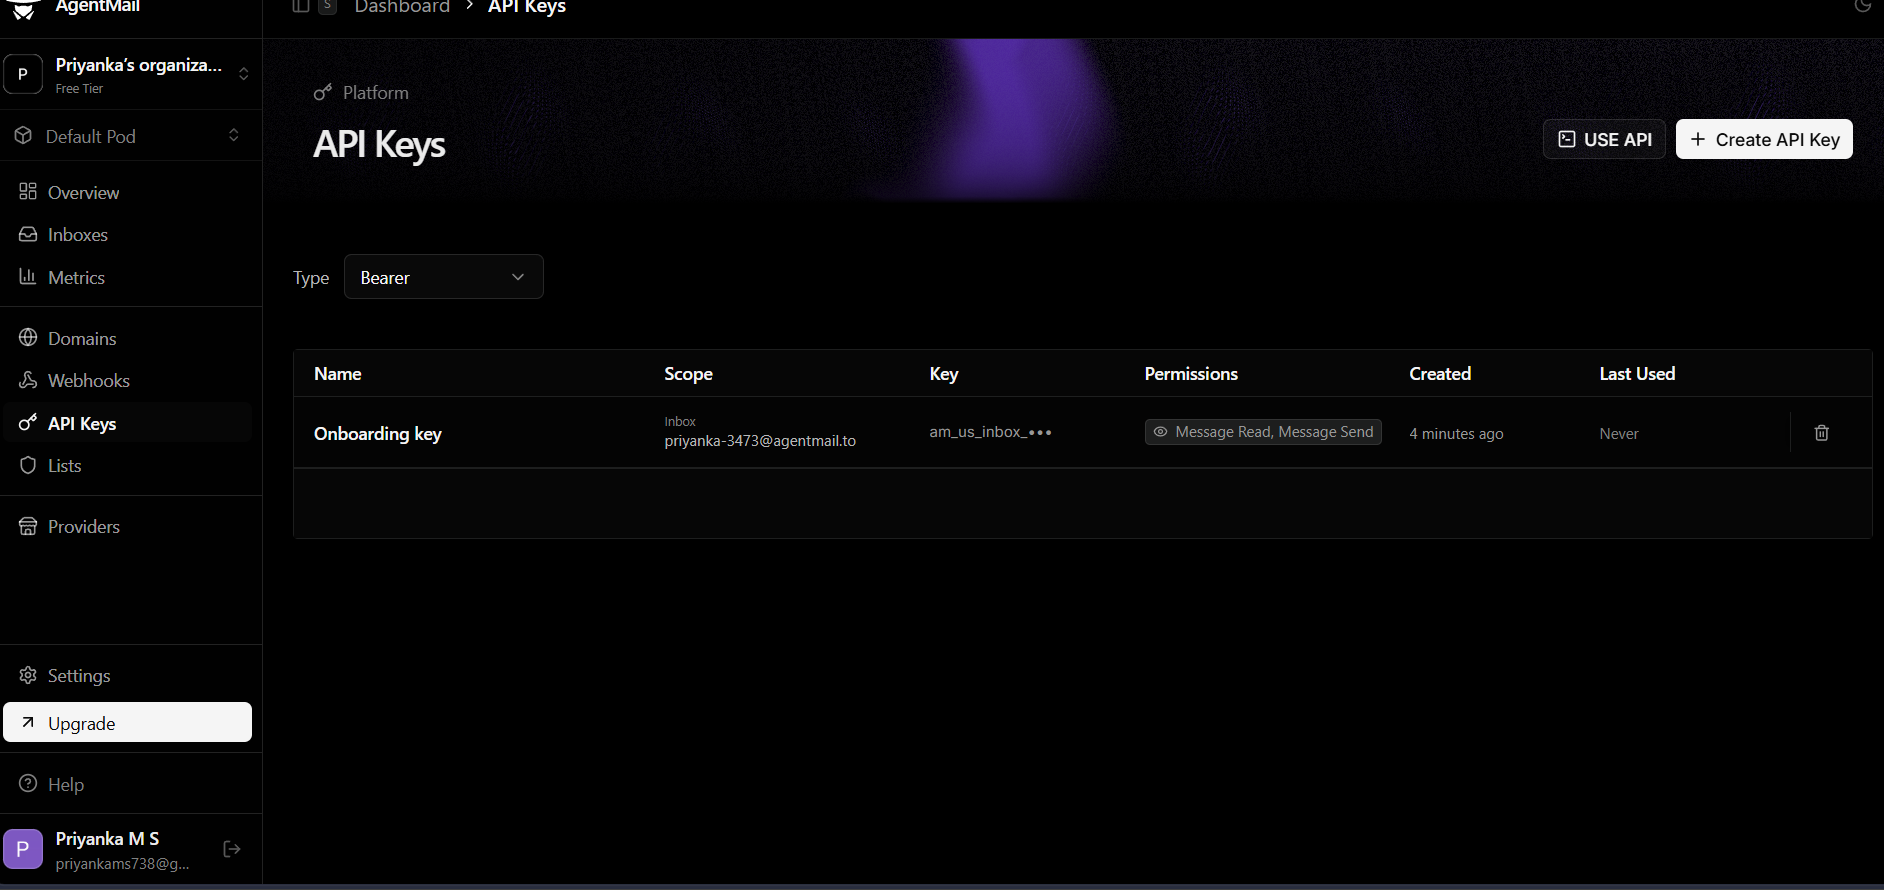 AgentMail
S Dashboard > API Keys
P Priyanka’s organiza...
Free Tier
Default Pod
Overview
Inboxes
Metrics
Domains
Webhooks
API Keys
Lists
Providers
Settings
Upgrade
Help
P Priyanka M S
priyankams738@g...
Platform
API Keys
USE API
+ Create API Key
Type Bearer
Name Scope Key Permissions Created Last Used
Onboarding key Inbox
priyanka-3473@agentmail.to am_us_inbox_••• Message Read, Message Send 4 minutes ago Never